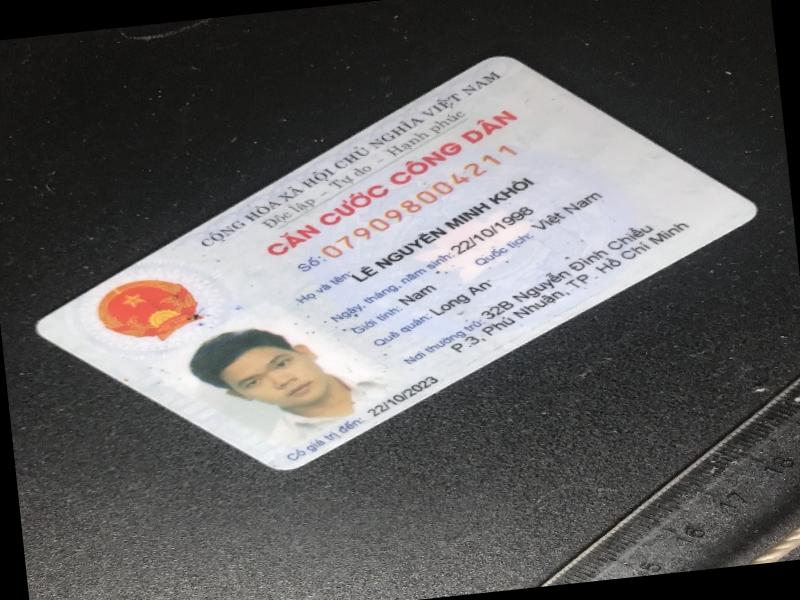 CỘNG HÒA XÃ HỘI CHỦ NGHĨA VIỆT NAM
Độc lập - Tự do - Hạnh phúc
CĂN CƯỚC CÔNG DÂN
Số: 079098004211
Họ và tên: LÊ NGUYỄN MINH KHÔI
Ngày, tháng, năm sinh: 22/10/1998
Giới tính: Nam Quốc tịch: Việt Nam
Quê quán: Long An
Nơi thường trú: 32B Nguyễn Đình Chiểu
P.3, Phú Nhuận, TP. Hồ Chí Minh
Có giá trị đến: 22/10/2023
15 16 17 18